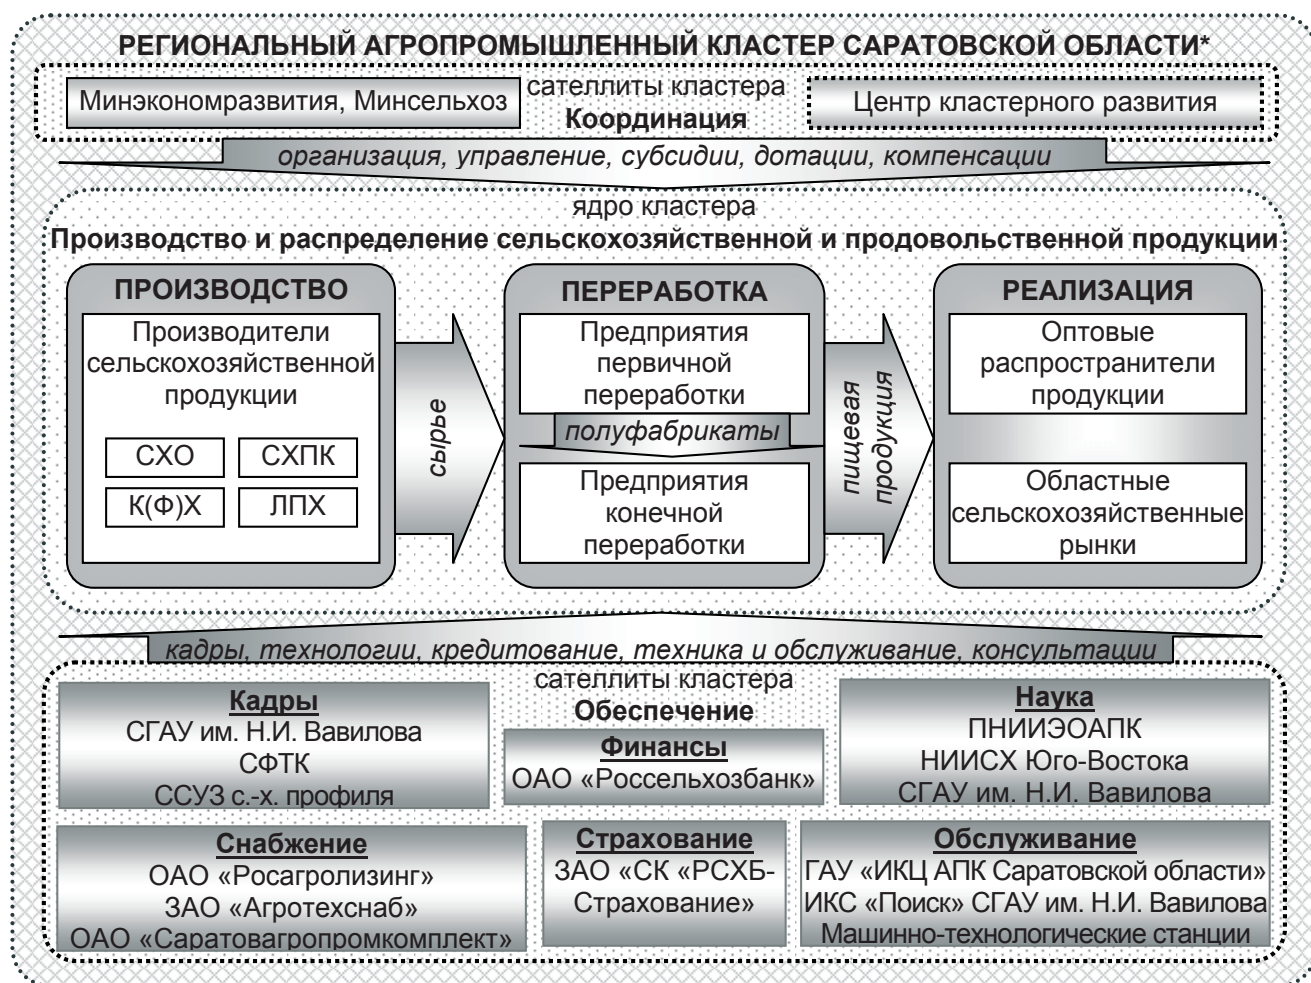 РЕГИОНАЛЬНЫЙ АГРОПРОМЫШЛЕННЫЙ КЛАСТЕР САРАТОВСКОЙ ОБЛАСТИ*
сателлиты кластера
Минэкономразвития, Минсельхоз
Координация
Центр кластерного развития
организация, управление, субсидии, дотации, компенсации
ядро кластера
Производство и распределение сельскохозяйственной и продовольственной продукции
ПРОИЗВОДСТВО
Производители
сельскохозяйственной
продукции
СХО
СХПК
К(Ф)Х
ЛПХ
сырье
ПЕРЕРАБОТКА
Предприятия
первичной
переработки
полуфабрикаты
Предприятия
конечной
переработки
пищевая
продукция
РЕАЛИЗАЦИЯ
Оптовые
распространители
продукции
Областные
сельскохозяйственные
рынки
кадры, технологии, кредитование, техника и обслуживание, консультации
сателлиты кластера
Обеспечение
Кадры
СГАУ им. Н.И. Вавилова
СФТК
ССУЗ с.-х. профиля
Финансы
ОАО «Россельхозбанк»
Наука
ПНИИЭОАПК
НИИСХ Юго-Востока
СГАУ им. Н.И. Вавилова
Снабжение
ОАО «Росагролизинг»
ЗАО «Агротехснаб»
ОАО «Саратовагропромкомплект»
Страхование
ЗАО «СК «РСХБ-
Страхование»
Обслуживание
ГАУ «ИКЦ АПК Саратовской области»
ИКС «Поиск» СГАУ им. Н.И. Вавилова
Машинно-технологические станции